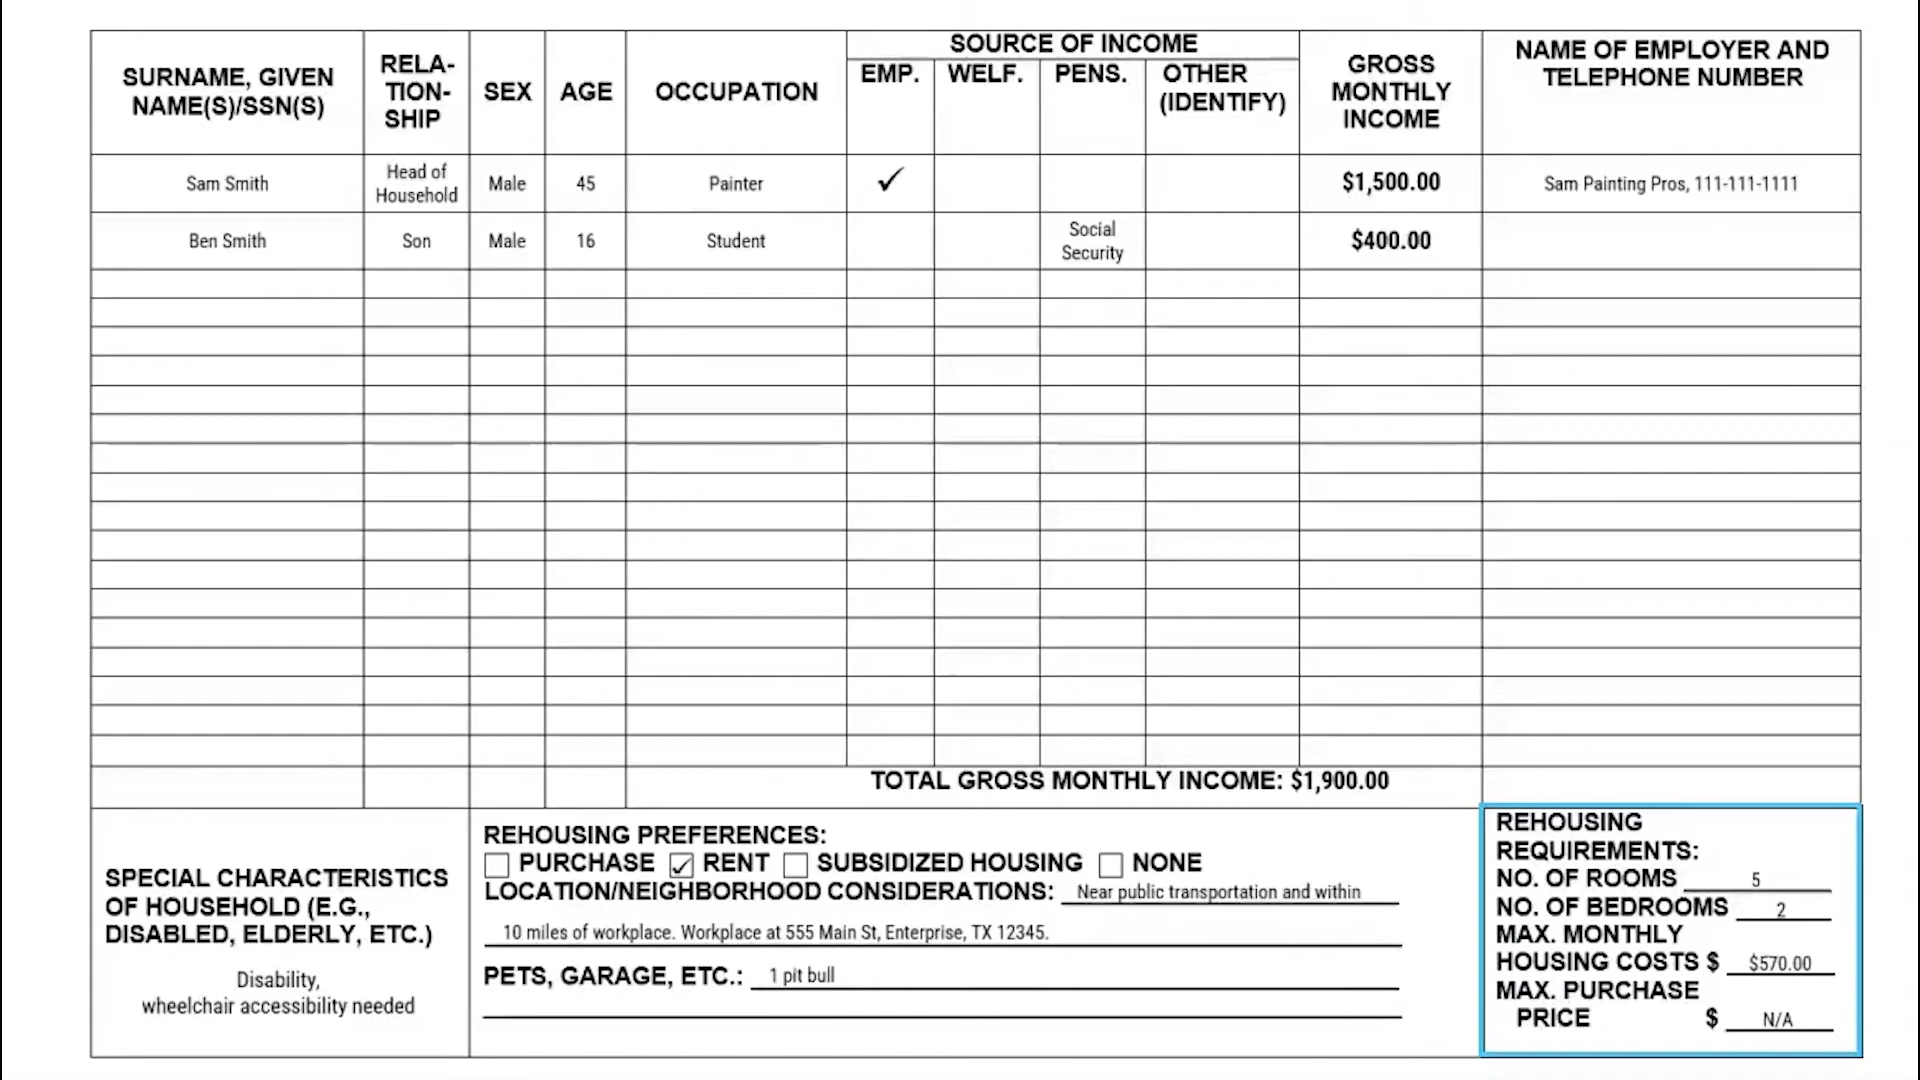 SURNAME, GIVEN
NAME(S)/SSN(S)
RELA-
TION-
SHIP
SEX
AGE
OCCUPATION
SOURCE OF INCOME
EMP.
WELF.
PENS.
OTHER
(IDENTIFY)
GROSS
MONTHLY
INCOME
NAME OF EMPLOYER AND
TELEPHONE NUMBER
Sam Smith
Head of
Household
Male
45
Painter
✓
$1,500.00
Sam Painting Pros, 111-111-1111
Ben Smith
Son
Male
16
Student
Social
Security
$400.00
TOTAL GROSS MONTHLY INCOME: $1,900.00
SPECIAL CHARACTERISTICS
OF HOUSEHOLD (E.G.,
DISABLED, ELDERLY, ETC.)
Disability,
wheelchair accessibility needed
REHOUSING PREFERENCES:
☐ PURCHASE ☑ RENT ☐ SUBSIDIZED HOUSING ☐ NONE
LOCATION/NEIGHBORHOOD CONSIDERATIONS: Near public transportation and within
10 miles of workplace. Workplace at 555 Main St, Enterprise, TX 12345.
PETS, GARAGE, ETC.: 1 pit bull
REHOUSING
REQUIREMENTS:
NO. OF ROOMS 5
NO. OF BEDROOMS 2
MAX. MONTHLY
HOUSING COSTS $ $570.00
MAX. PURCHASE
PRICE $ N/A